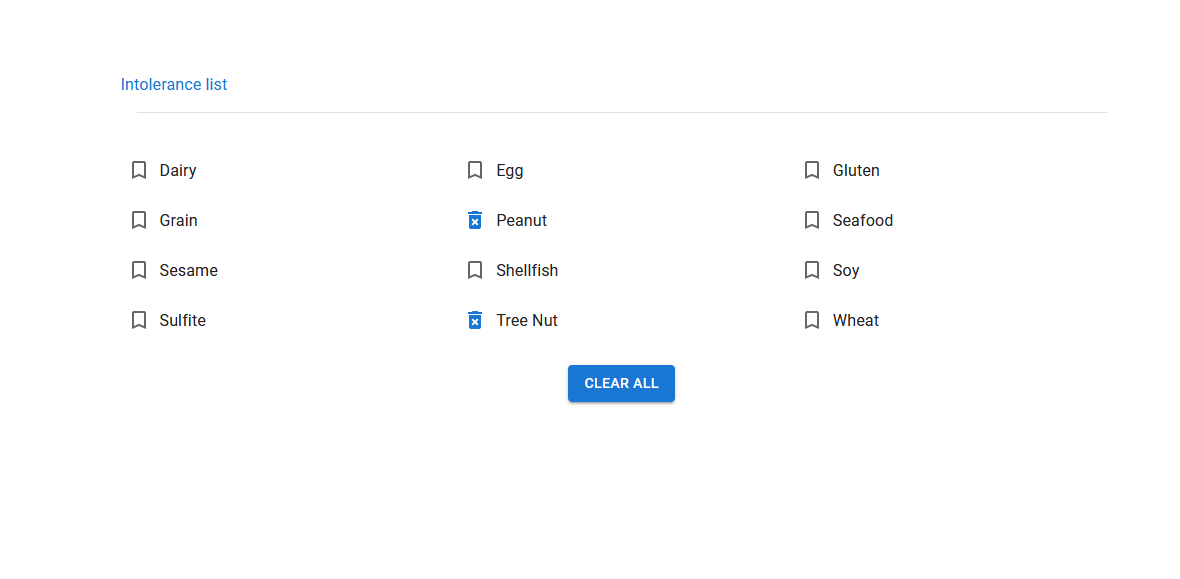 Intolerance list
Dairy Egg Gluten
Grain Peanut Seafood
Sesame Shellfish Soy
Sulfite Tree Nut Wheat
CLEAR ALL